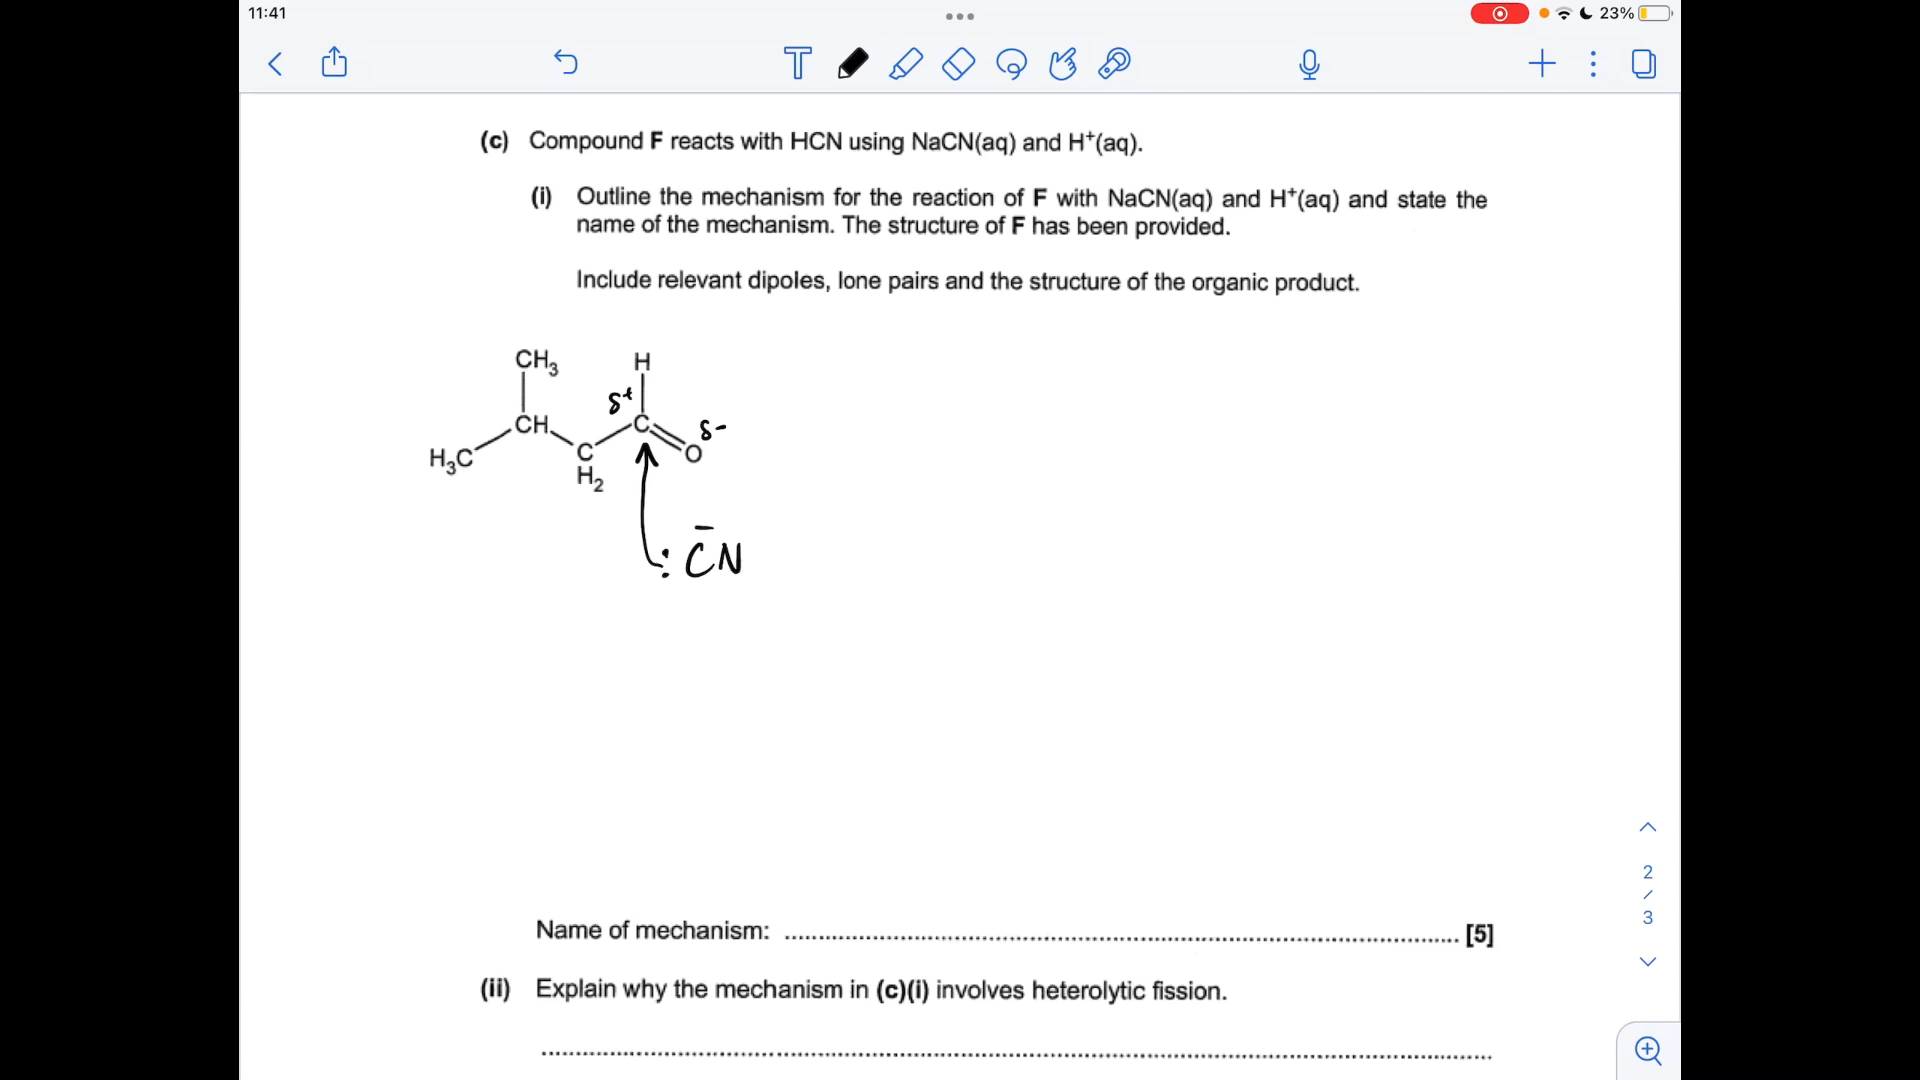 11:41
23%
(c) Compound F reacts with HCN using NaCN(aq) and H⁺(aq).
(i) Outline the mechanism for the reaction of F with NaCN(aq) and H⁺(aq) and state the
name of the mechanism. The structure of F has been provided.
Include relevant dipoles, lone pairs and the structure of the organic product.
CH₃ H
δ+
CH C δ-
H₃C C O
H₂
:C̄N
2
/
3
Name of mechanism: .......... [5]
(ii) Explain why the mechanism in (c)(i) involves heterolytic fission.